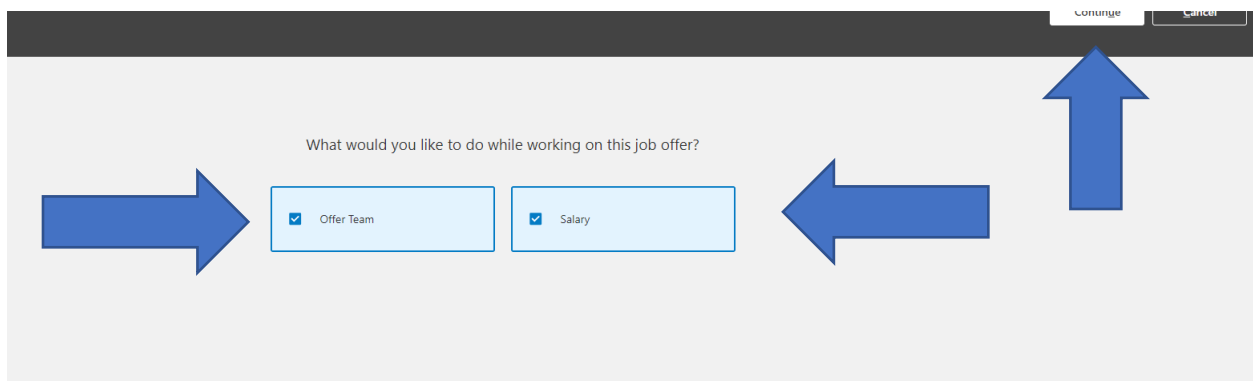 Continue
Cancel
What would you like to do while working on this job offer?
Offer Team
Salary